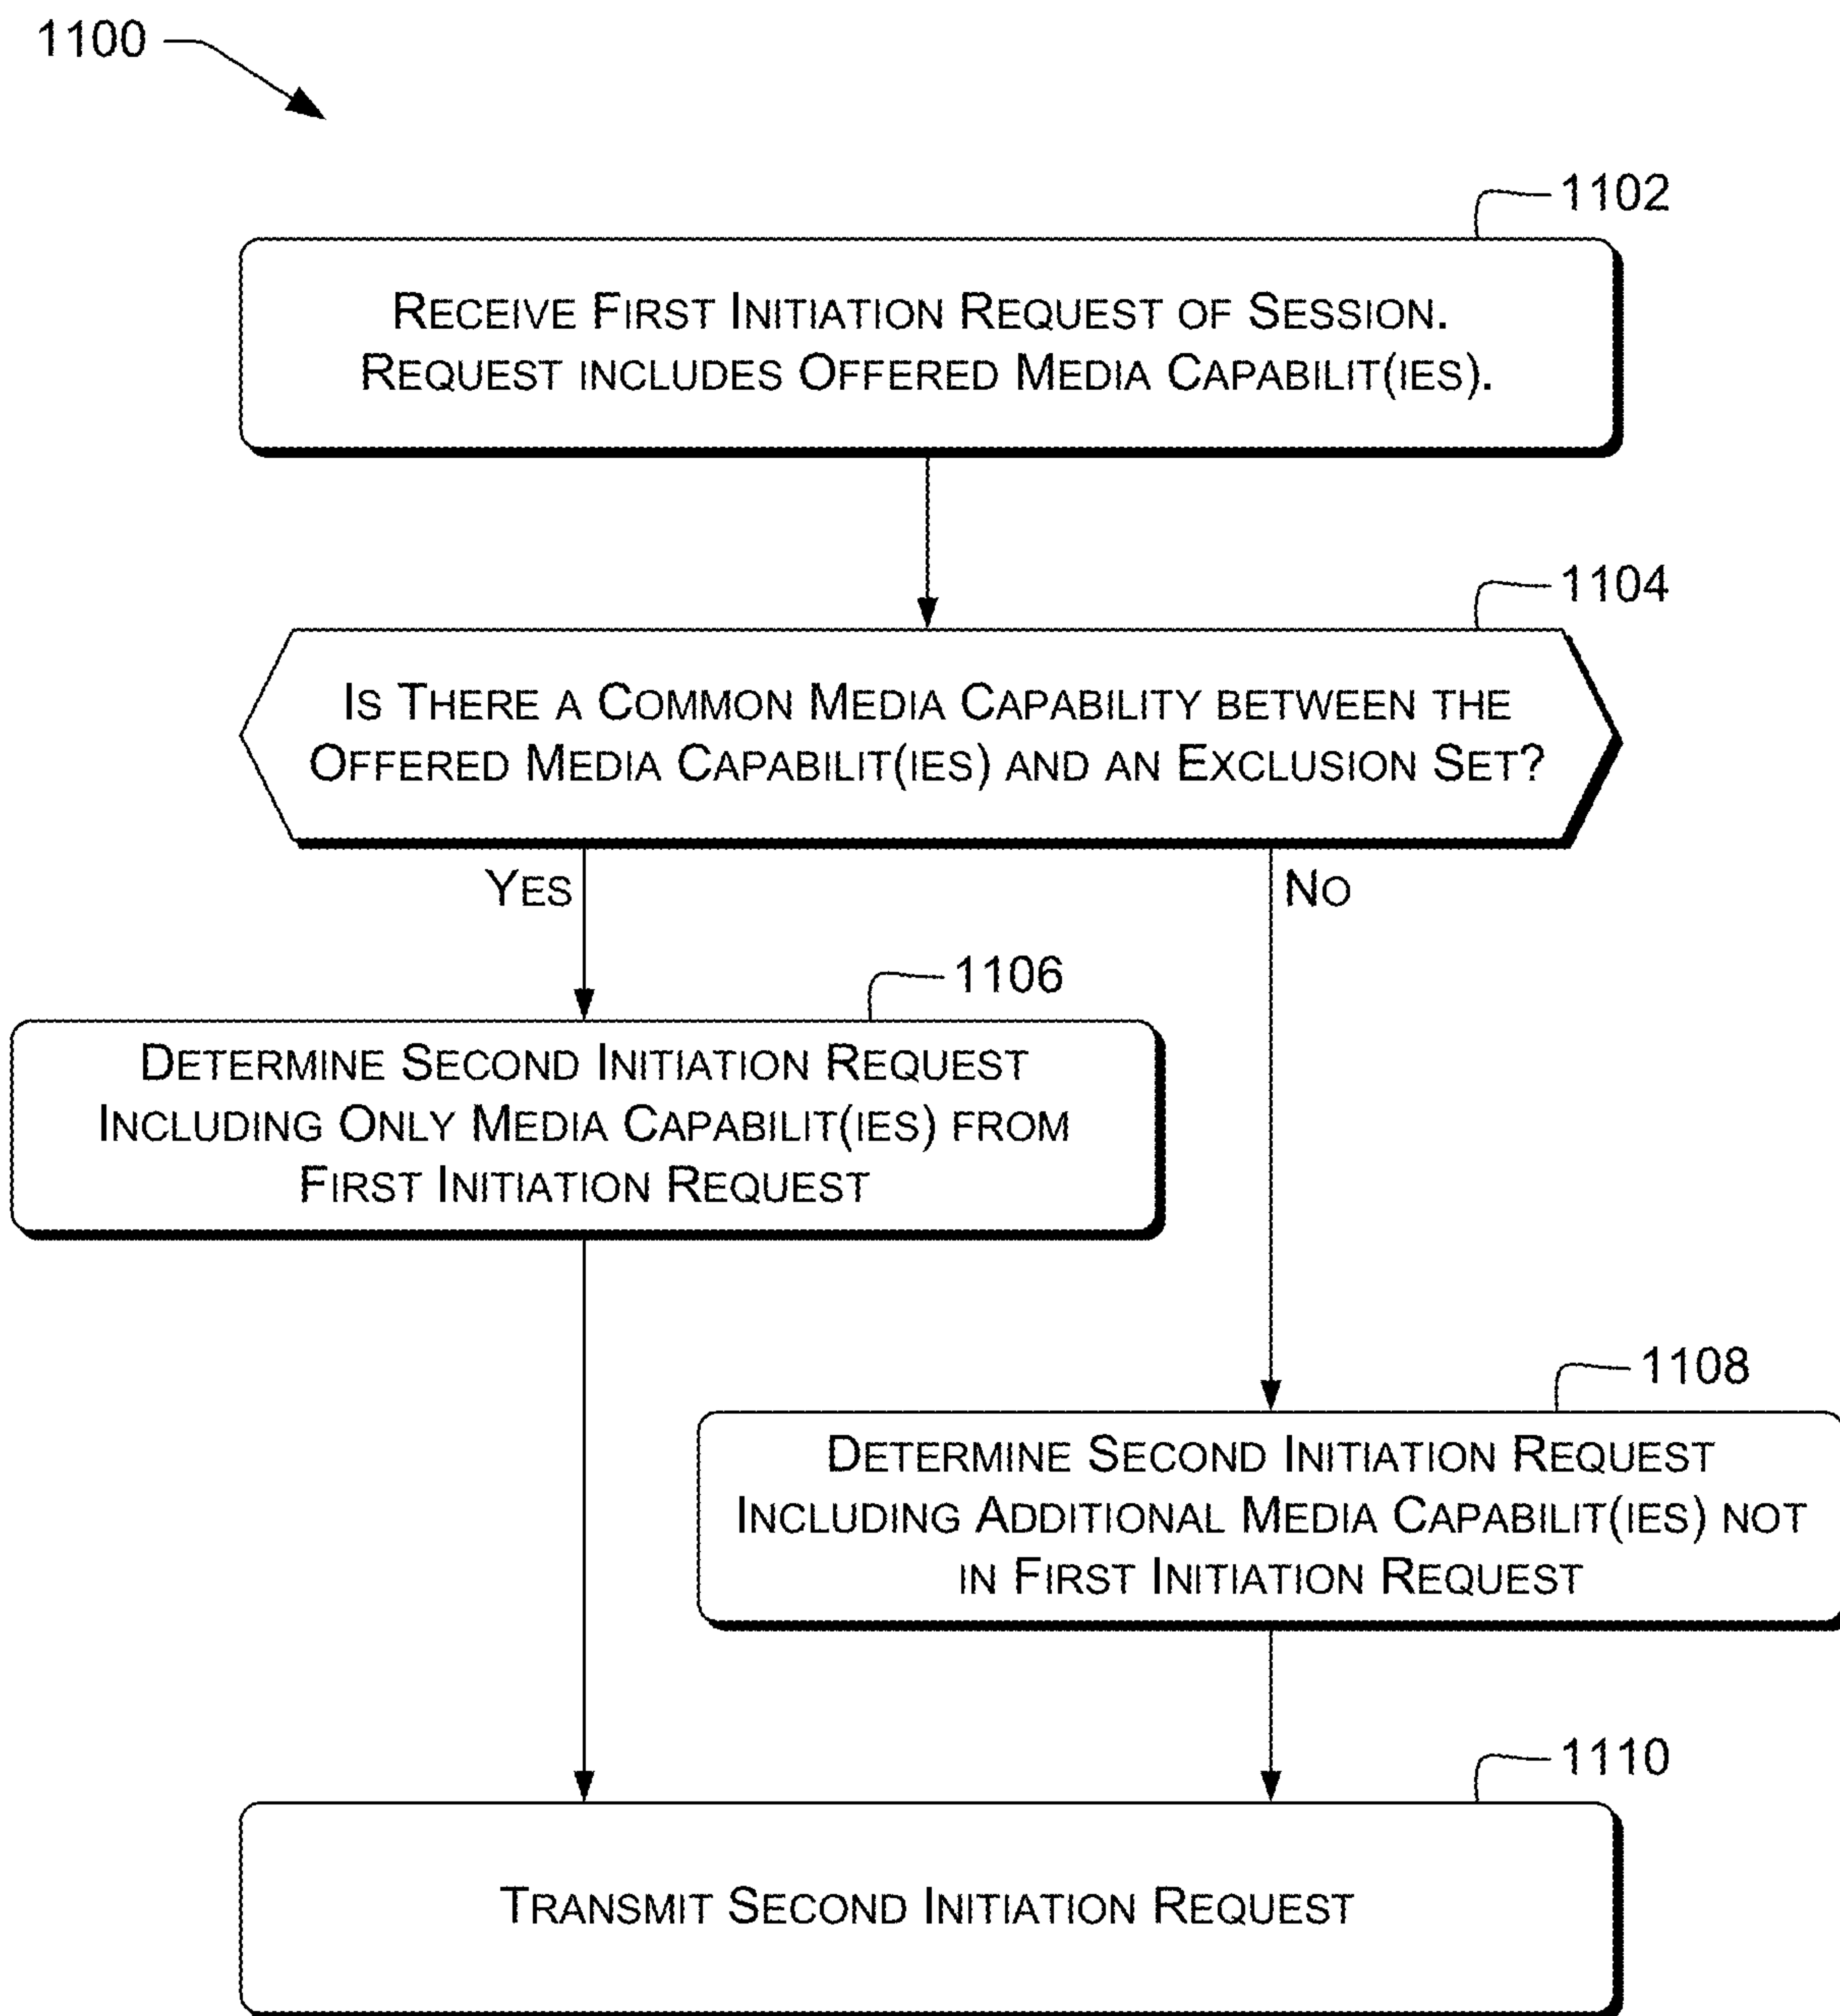 1100
1102
RECEIVE FIRST INITIATION REQUEST OF SESSION.
REQUEST INCLUDES OFFERED MEDIA CAPABILIT(IES).
1104
IS THERE A COMMON MEDIA CAPABILITY BETWEEN THE
OFFERED MEDIA CAPABILIT(IES) AND AN EXCLUSION SET?
YES
NO
1106
DETERMINE SECOND INITIATION REQUEST
INCLUDING ONLY MEDIA CAPABILIT(IES) FROM
FIRST INITIATION REQUEST
1108
DETERMINE SECOND INITIATION REQUEST
INCLUDING ADDITIONAL MEDIA CAPABILIT(IES) NOT
IN FIRST INITIATION REQUEST
1110
TRANSMIT SECOND INITIATION REQUEST